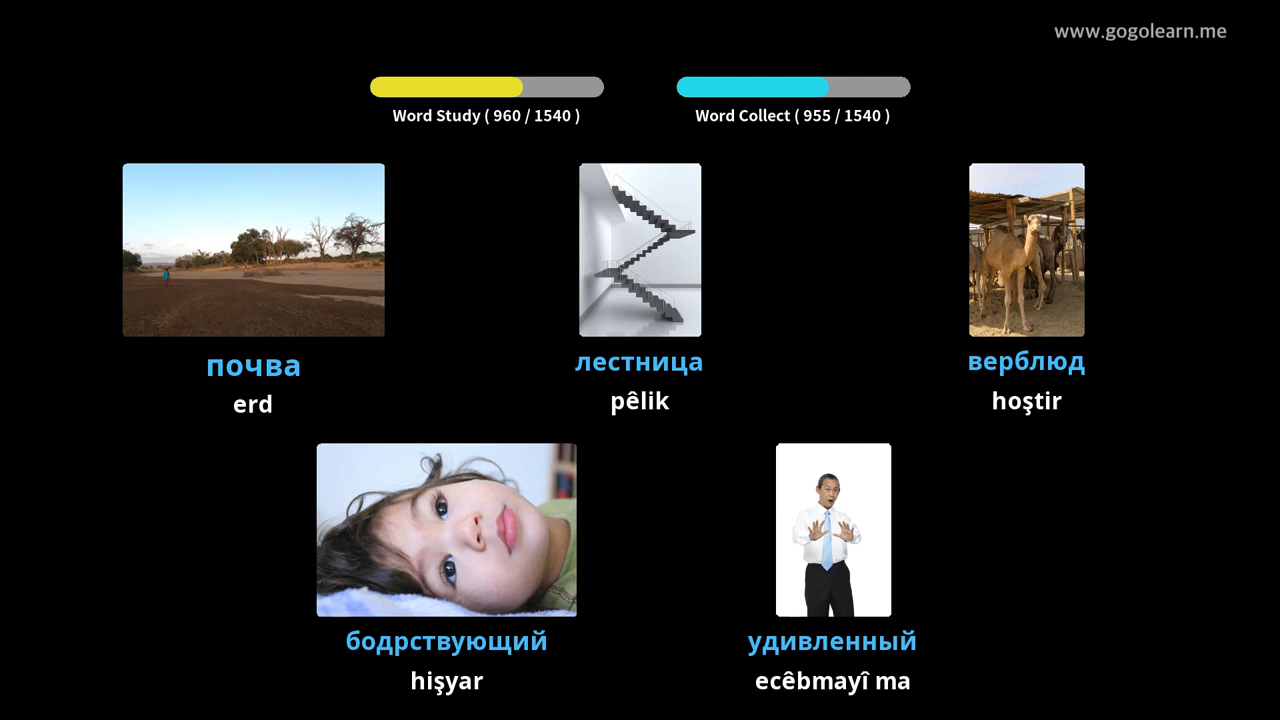 www.gogolearn.me
Word Study ( 960 / 1540 )
Word Collect ( 955 / 1540 )
почва
erd
лестница
pêlik
верблюд
hoştir
бодрствующий
hişyar
удивленный
ecêbmayî ma